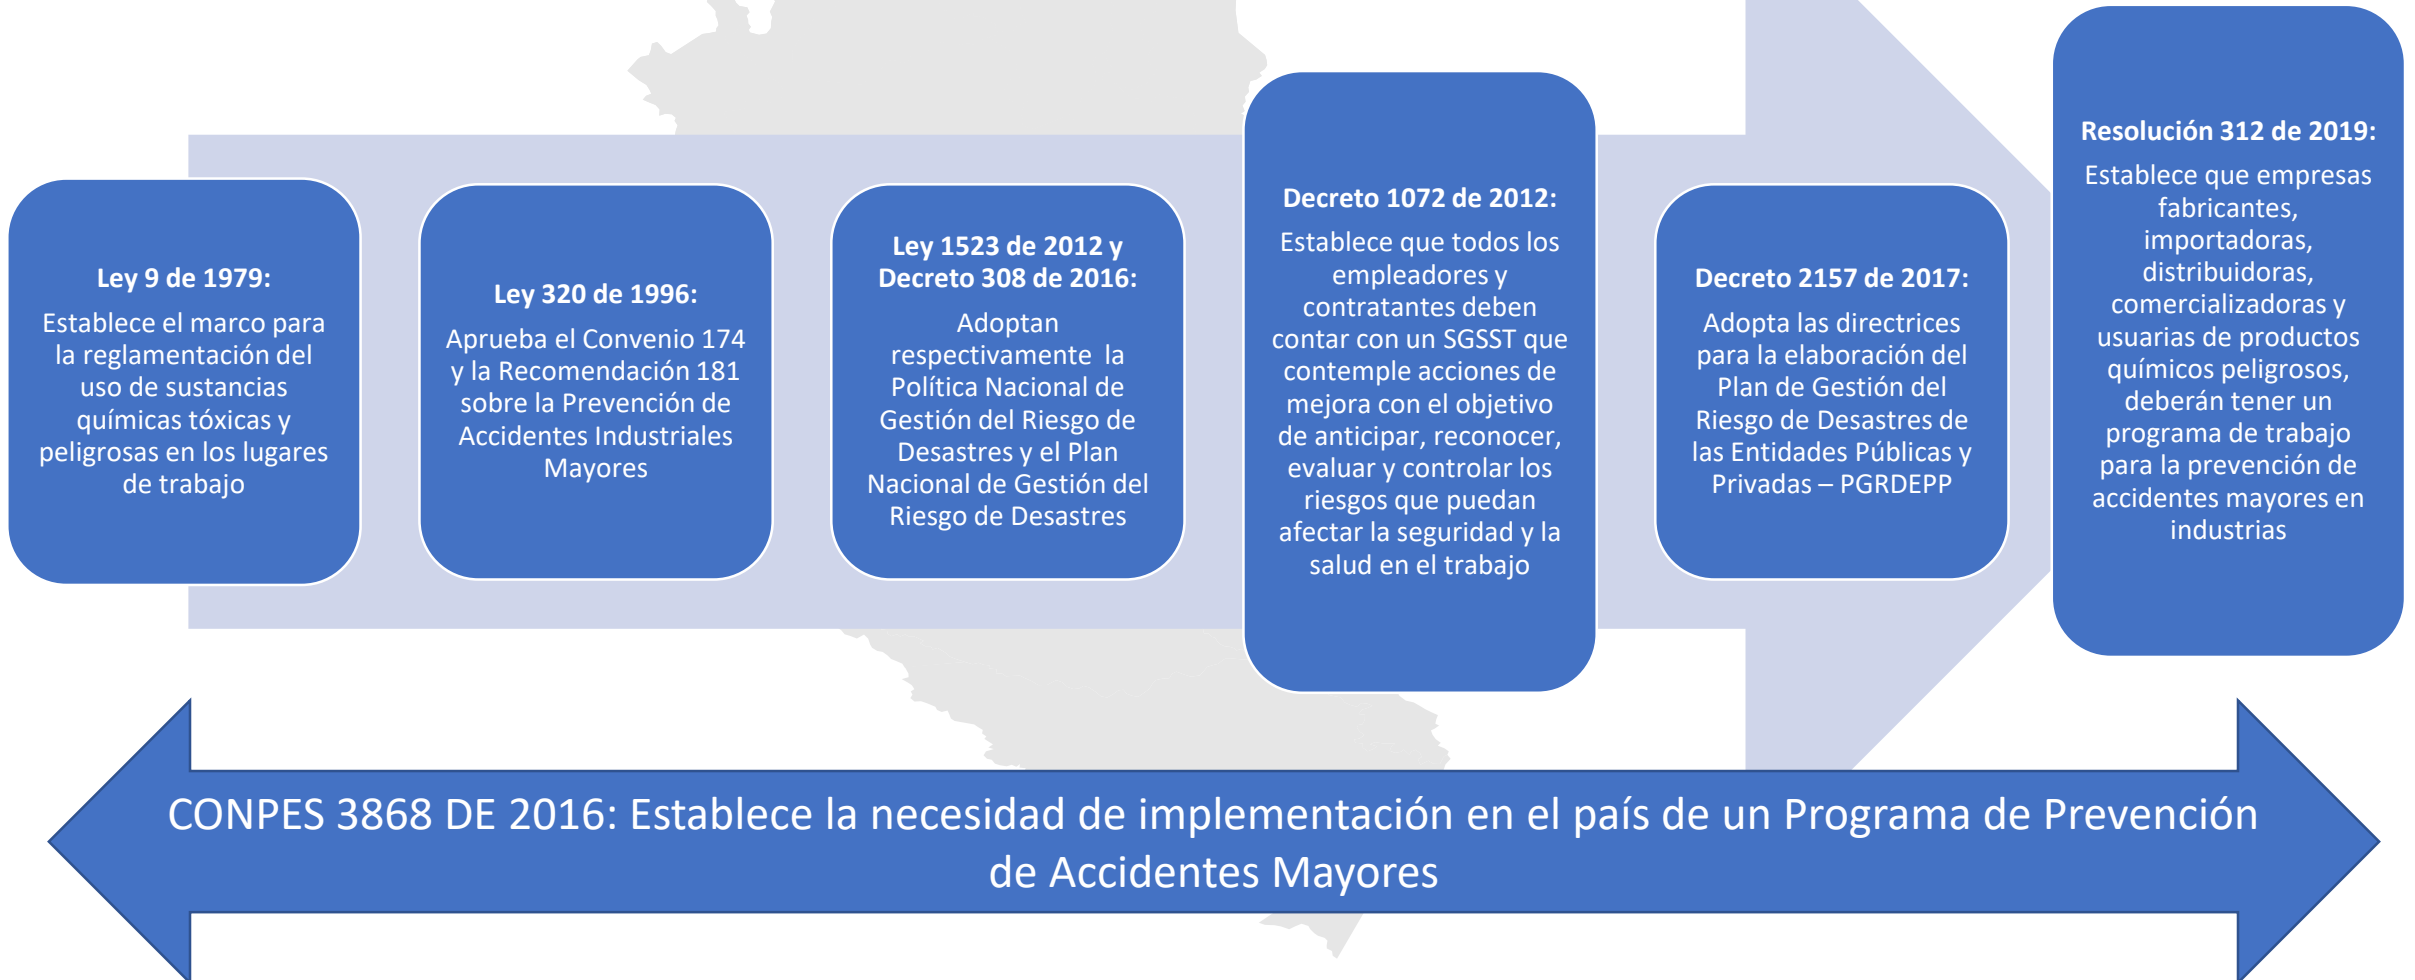 Ley 9 de 1979:
Establece el marco para
la reglamentación del
uso de sustancias
químicas tóxicas y
peligrosas en los lugares
de trabajo
Ley 320 de 1996:
Aprueba el Convenio 174
y la Recomendación 181
sobre la Prevención de
Accidentes Industriales
Mayores
Ley 1523 de 2012 y
Decreto 308 de 2016:
Adoptan
respectivamente la
Política Nacional de
Gestión del Riesgo de
Desastres y el Plan
Nacional de Gestión del
Riesgo de Desastres
Decreto 1072 de 2012:
Establece que todos los
empleadores y
contratantes deben
contar con un SGSST que
contemple acciones de
mejora con el objetivo
de anticipar, reconocer,
evaluar y controlar los
riesgos que puedan
afectar la seguridad y la
salud en el trabajo
Decreto 2157 de 2017:
Adopta las directrices
para la elaboración del
Plan de Gestión del
Riesgo de Desastres de
las Entidades Públicas y
Privadas – PGRDEPP
Resolución 312 de 2019:
Establece que empresas
fabricantes,
importadoras,
distribuidoras,
comercializadoras y
usuarias de productos
químicos peligrosos,
deberán tener un
programa de trabajo
para la prevención de
accidentes mayores en
industrias
CONPES 3868 DE 2016: Establece la necesidad de implementación en el país de un Programa de Prevención
de Accidentes Mayores